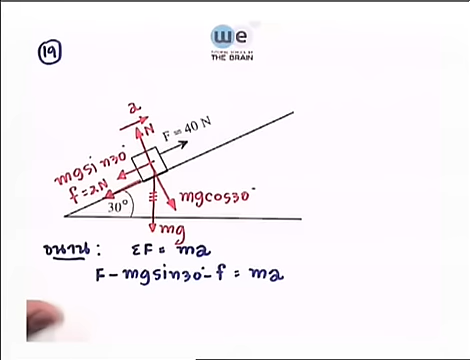 we
THE BRAIN
19
a
N
F = 40 N
mgsin30°
f = 2N
mgcos30°
30°
mg
ขนาน : ΣF = ma
F - mgsin30° - f = ma